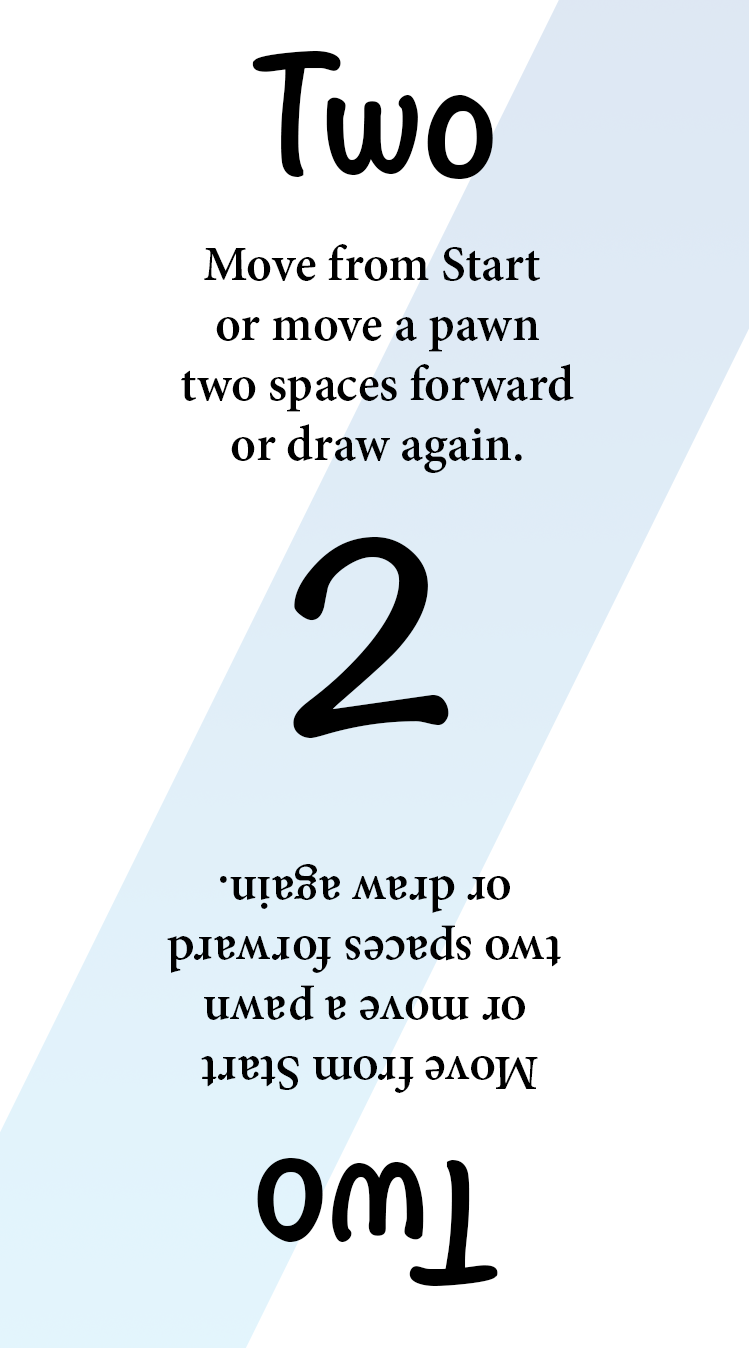 Two
Move from Start
or move a pawn
two spaces forward
or draw again.
2
Two
Move from Start
or move a pawn
two spaces forward
or draw again.